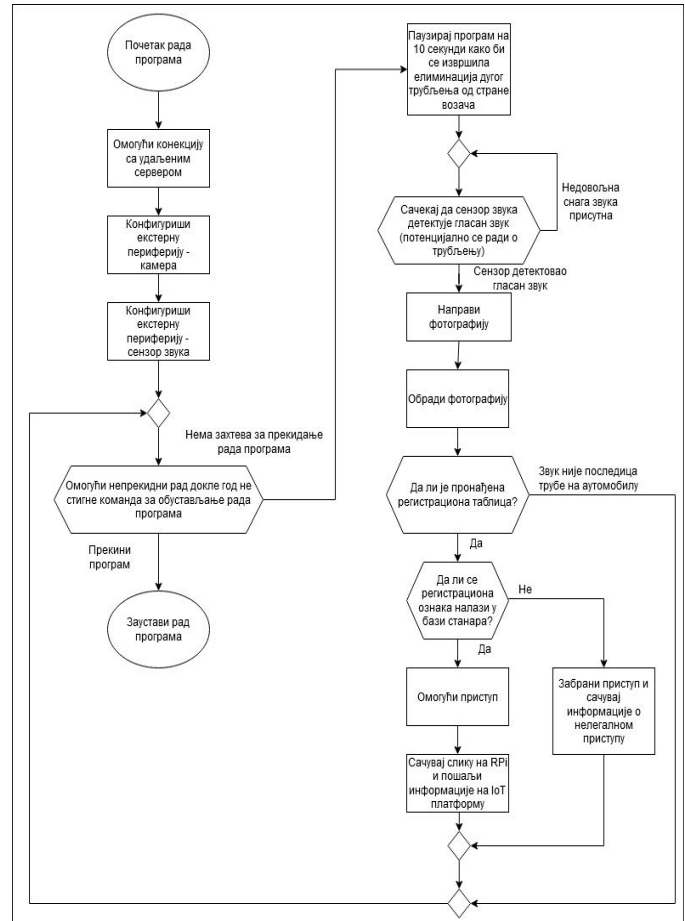 Почетак рада
програма
Омогући конекцију
са удаљеним
сервером
Конфигуриши
екстерну
периферију -
камера
Конфигуриши
екстерну
периферију -
сензор звука
Нема захтева за прекидање
рада програма
Омогући непрекидни рад докле год не
стигне команда за обустављање рада
програма
Прекини
програм
Заустави рад
програма
Паузирај програм на
10 секунди како би
се извршила
елиминација дугог
трубљења од стране
возача
Недовољна
снага звука
присутна
Сачекај да сензор звука
детектује гласан звук
(потенцијално се ради о
трубљењу)
Сензор детектовао
гласан звук
Направи
фотографију
Обради фотографију
Да ли је пронађена
регистрациона таблица?
Звук није последица
трубе на аутомобилу
Да
Да ли се
регистрациона
ознака налази у
бази станара?
Не
Да
Омогући приступ
Забрани приступ и
сачувај
информације о
нелегалном
приступу
Сачувај слику на RPi
и пошаљи
информације на IoT
платформу